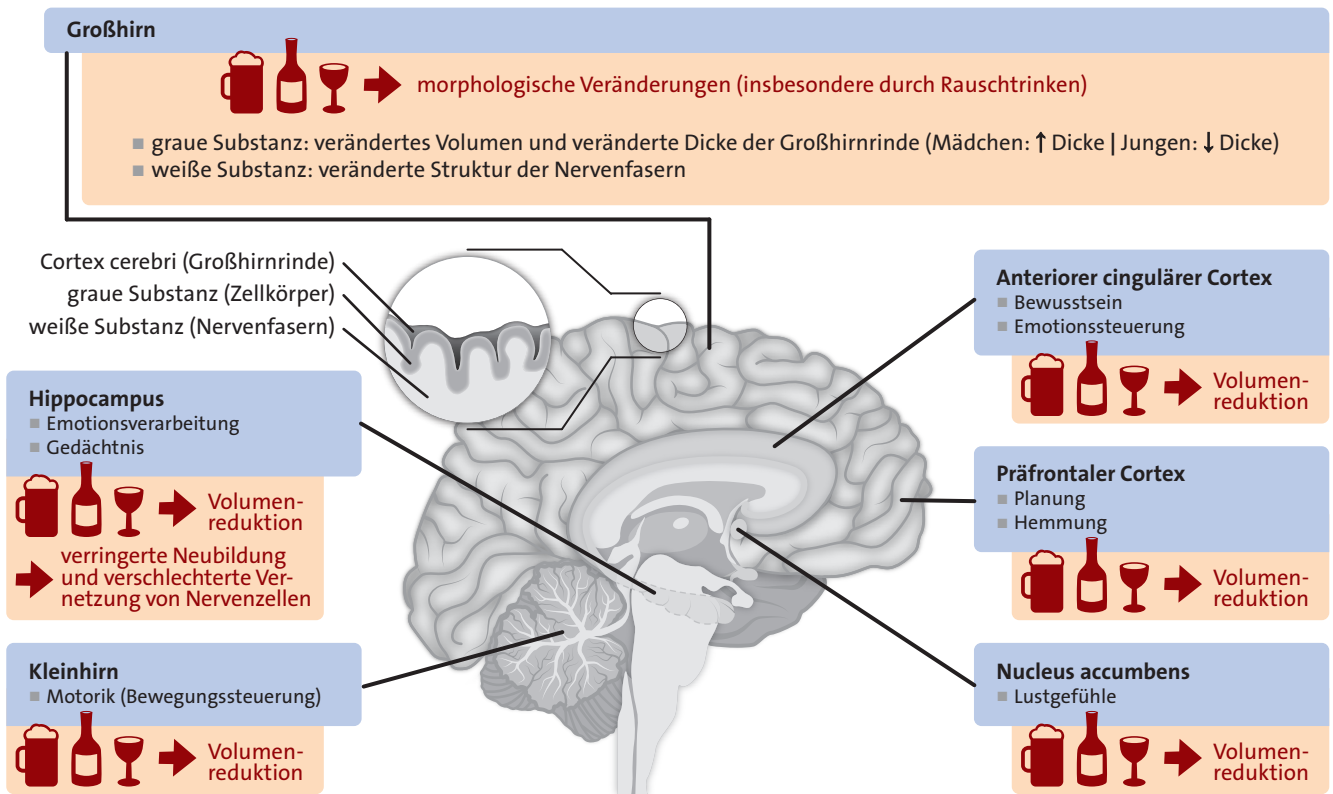 Großhirn
morphologische Veränderungen (insbesondere durch Rauschtrinken)
graue Substanz: verändertes Volumen und veränderte Dicke der Großhirnrinde (Mädchen: ↑ Dicke | Jungen: ↓ Dicke)
weiße Substanz: veränderte Struktur der Nervenfasern
Cortex cerebri (Großhirnrinde)
graue Substanz (Zellkörper)
weiße Substanz (Nervenfasern)
Hippocampus
Emotionsverarbeitung
Gedächtnis
Volumen-
reduktion
verringerte Neubildung
und verschlechterte Ver-
netzung von Nervenzellen
Kleinhirn
Motorik (Bewegungssteuerung)
Volumen-
reduktion
Anteriorer cingulärer Cortex
Bewusstsein
Emotionssteuerung
Volumen-
reduktion
Präfrontaler Cortex
Planung
Hemmung
Volumen-
reduktion
Nucleus accumbens
Lustgefühle
Volumen-
reduktion